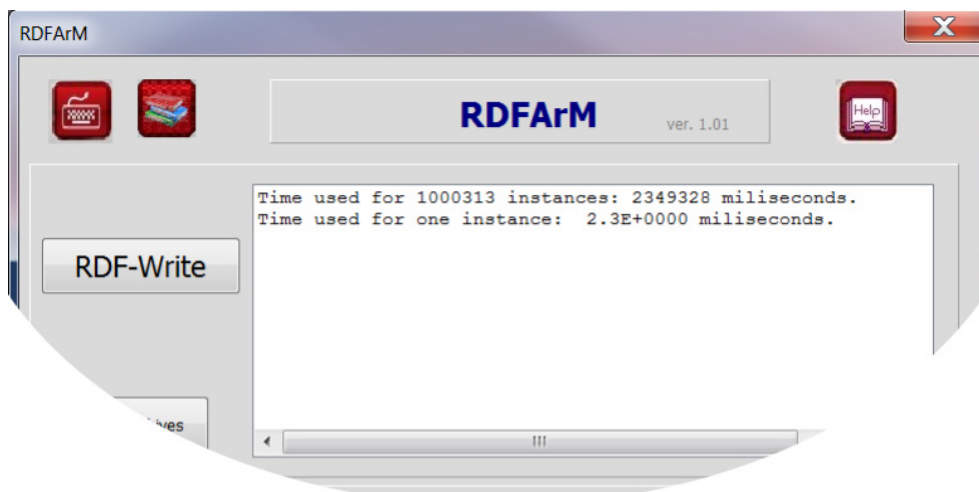 RDFArM
RDFArM ver. 1.01
Help
Time used for 1000313 instances: 2349328 miliseconds.
Time used for one instance:  2.3E+0000 miliseconds.
RDF-Write